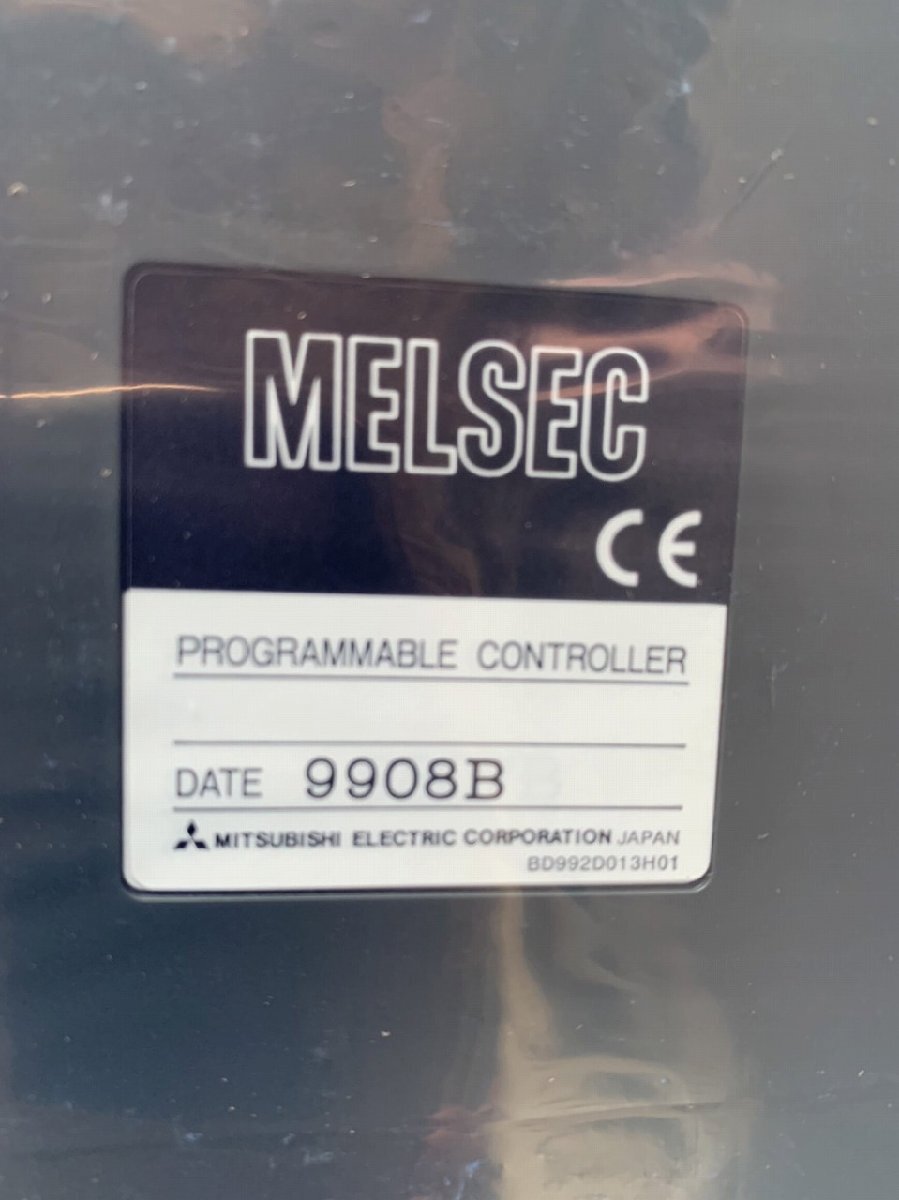 MELSEC
CE
PROGRAMMABLE CONTROLLER
DATE 9908B
MITSUBISHI ELECTRIC CORPORATION JAPAN
BD992D013H01